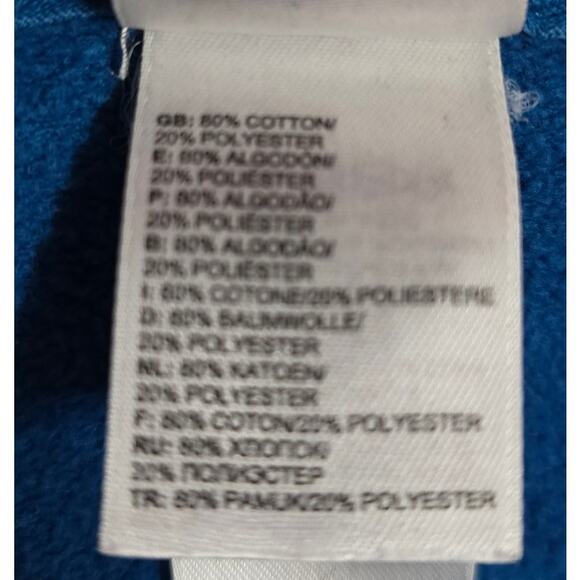 GB: 80% COTTON/
20% POLYESTER
E: 80% ALGODÓN/
20% POLIÉSTER
P: 80% ALGODÃO/
20% POLIÉSTER
B: 80% ALGODÃO/
20% POLIÉSTER
I: 80% COTONE/20% POLIESTERE
D: 80% BAUMWOLLE/
20% POLYESTER
NL: 80% KATOEN/
20% POLYESTER
F: 80% COTON/20% POLYESTER
RU: 80% ХЛОПОК/
20% ПОЛИЭСТЕР
TR: 80% PAMUK/20% POLYESTER